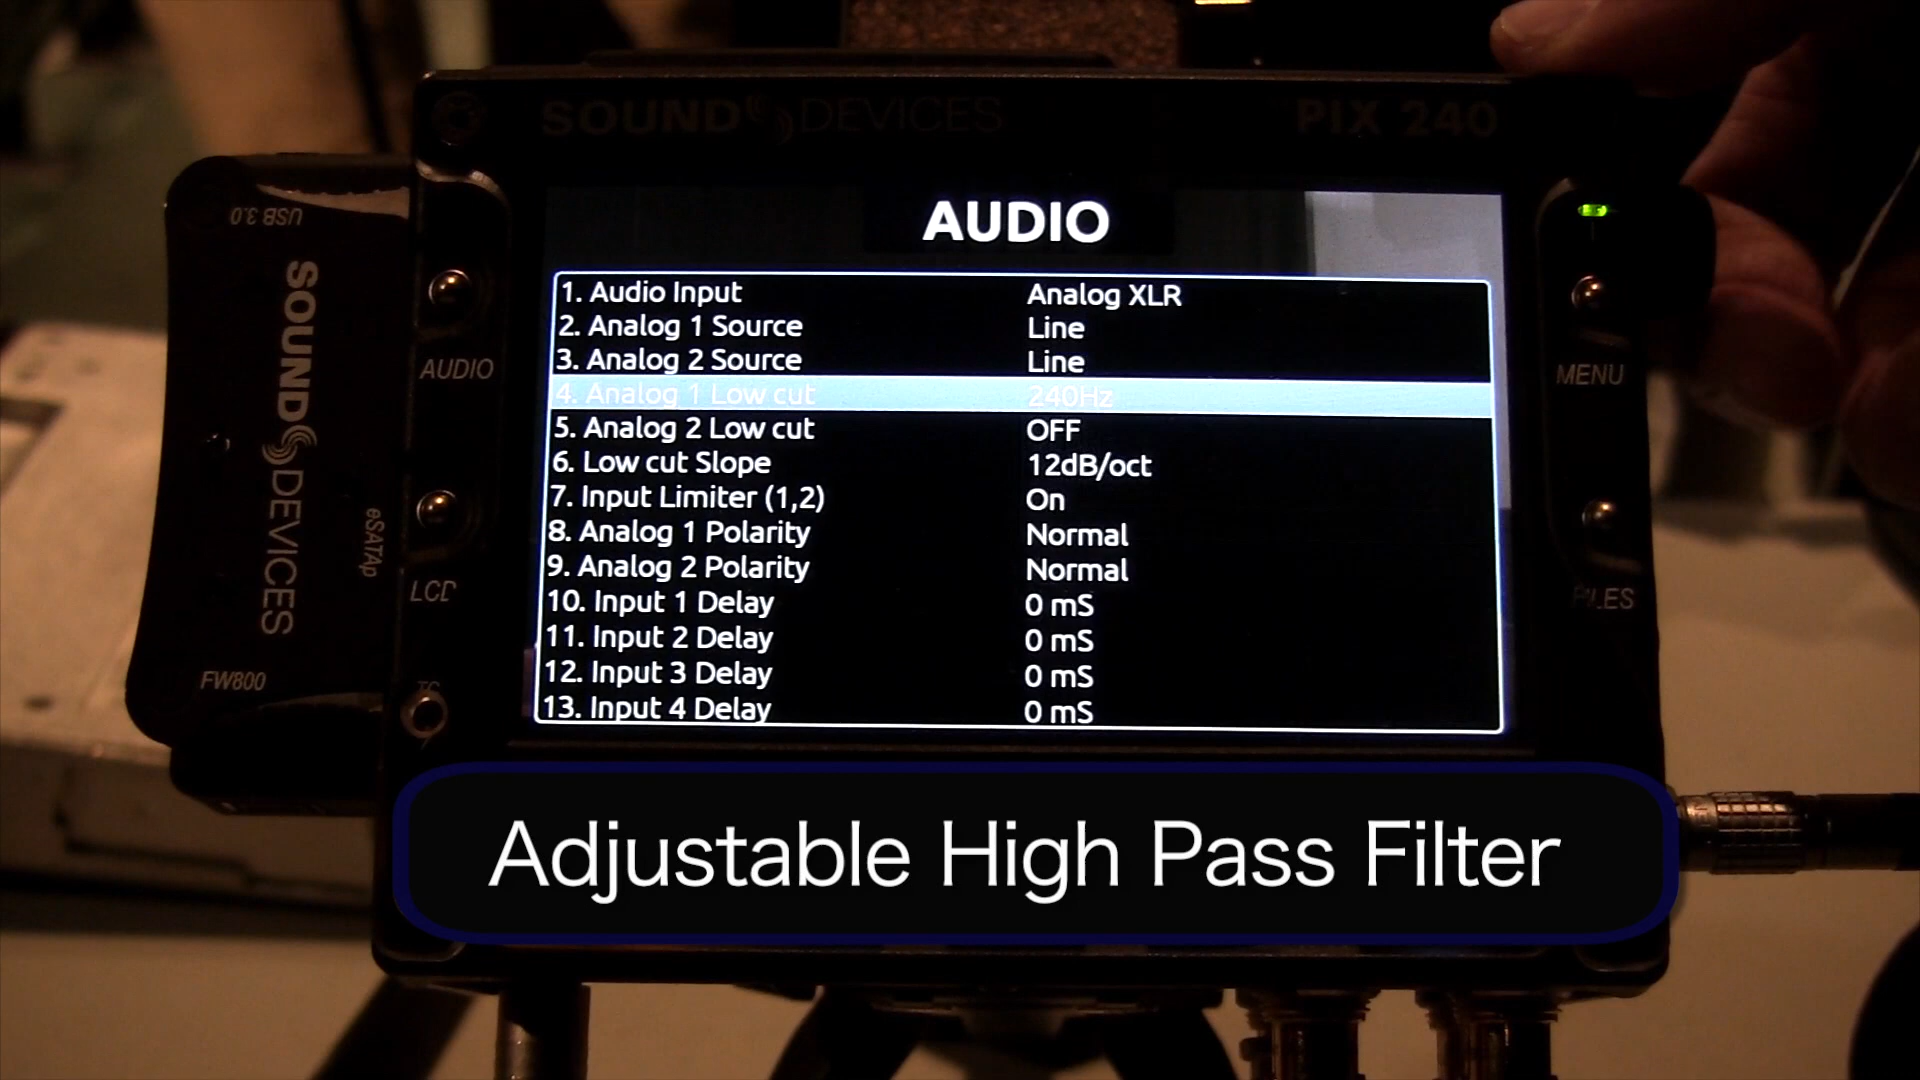 SOUND DEVICES PIX 240
USB 3.0
SOUND DEVICES
eSATAp
FW800
AUDIO
LCD
TC
MENU
FILES
AUDIO
1. Audio Input Analog XLR
2. Analog 1 Source Line
3. Analog 2 Source Line
4. Analog 1 Low cut 240Hz
5. Analog 2 Low cut OFF
6. Low cut Slope 12dB/oct
7. Input Limiter (1,2) On
8. Analog 1 Polarity Normal
9. Analog 2 Polarity Normal
10. Input 1 Delay 0 mS
11. Input 2 Delay 0 mS
12. Input 3 Delay 0 mS
13. Input 4 Delay 0 mS
Adjustable High Pass Filter